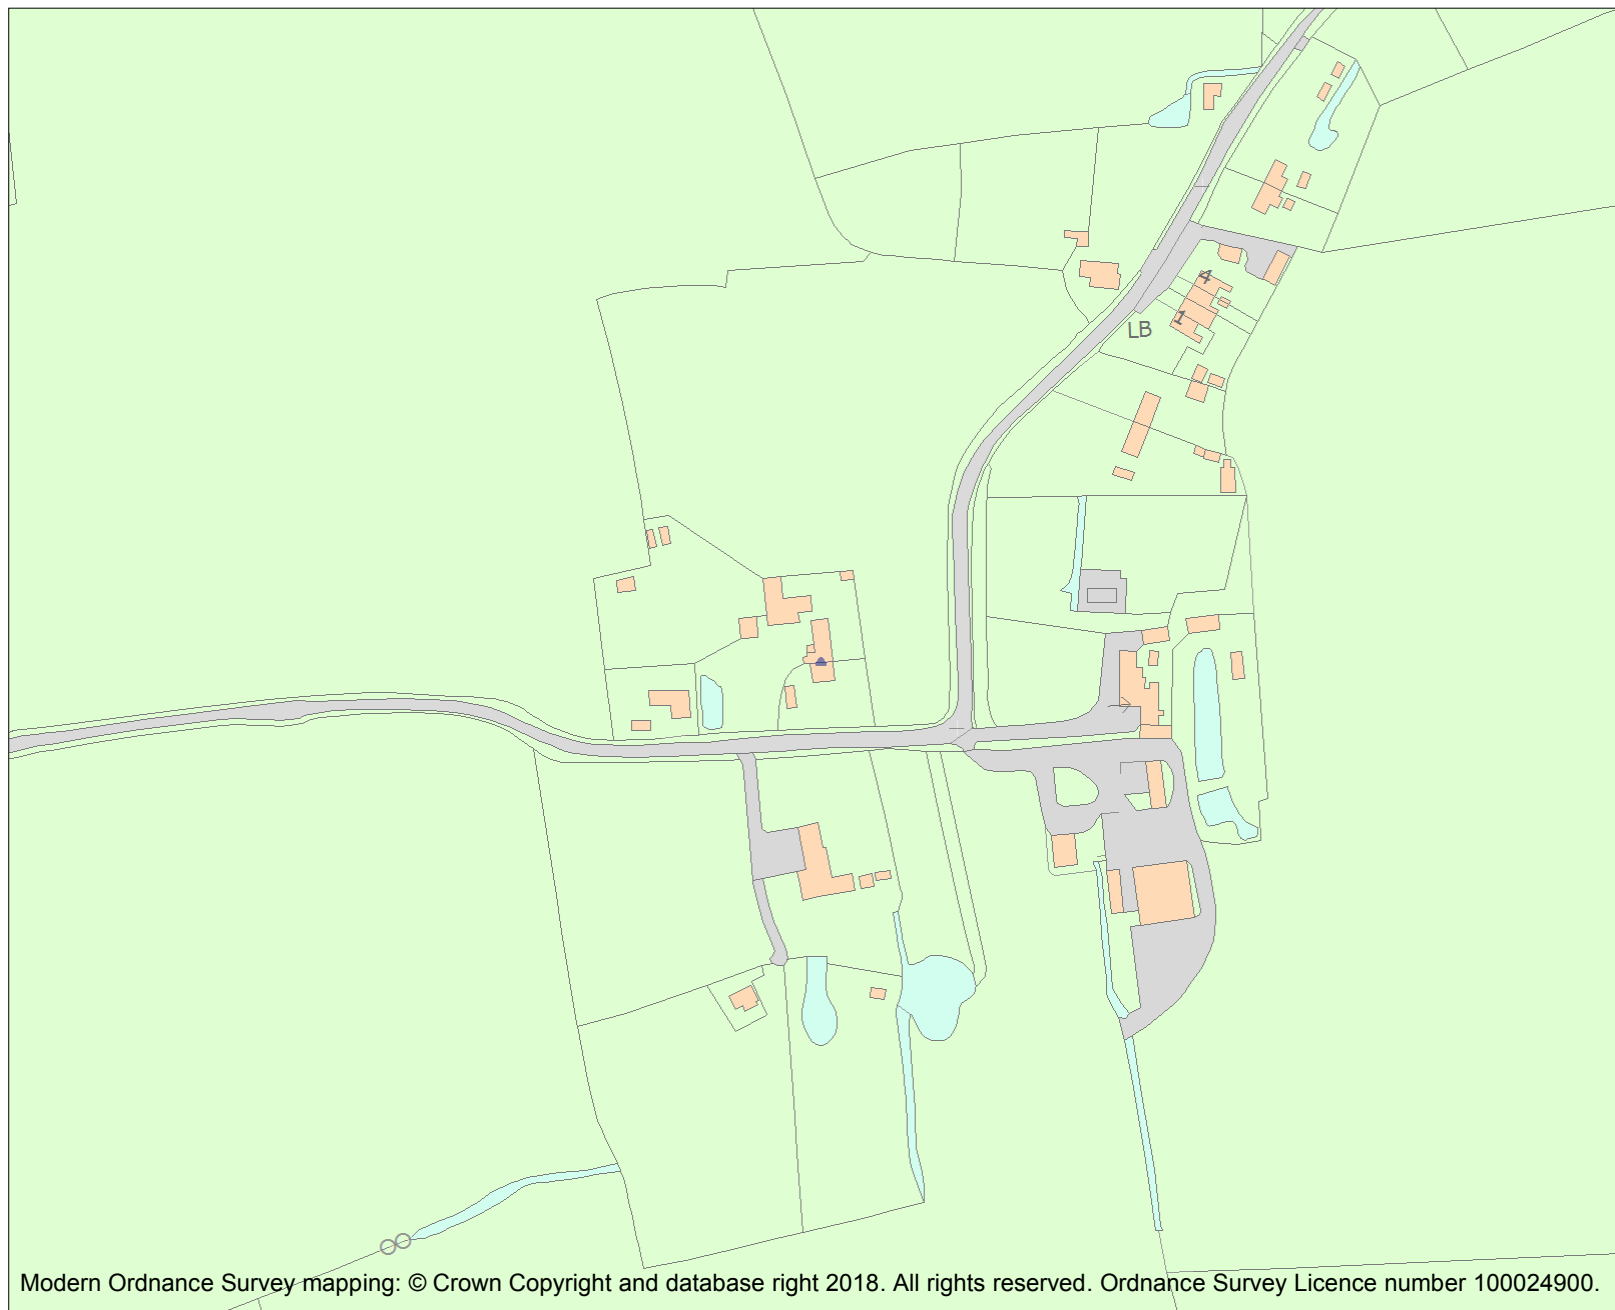 4
1
LB
Modern Ordnance Survey mapping: © Crown Copyright and database right 2018. All rights reserved. Ordnance Survey Licence number 100024900.